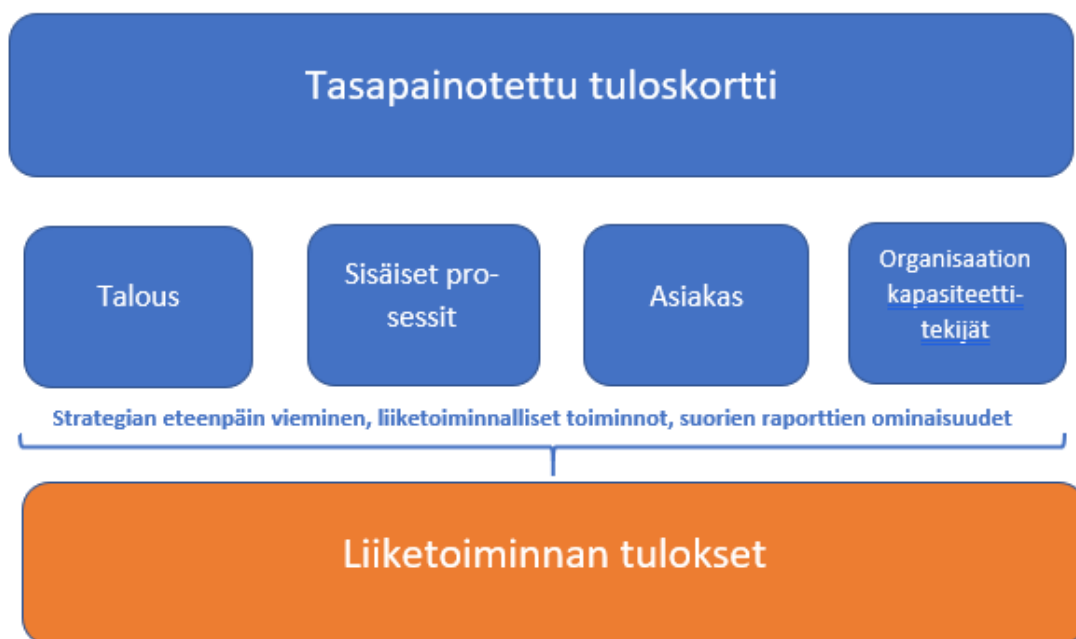 Tasapainotettu tuloskortti
Talous
Sisäiset pro-
sessit
Asiakas
Organisaation
kapasiteetti-
tekijät
Strategian eteenpäin vieminen, liiketoiminnalliset toiminnot, suorien raporttien ominaisuudet
Liiketoiminnan tulokset